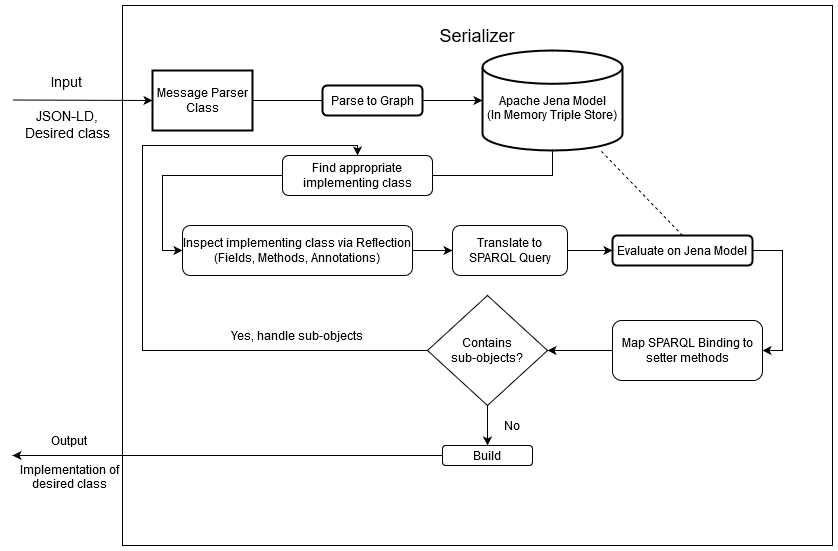 Serializer
Input
JSON-LD,
Desired class
Message Parser
Class
Parse to Graph
Apache Jena Model
(In Memory Triple Store)
Find appropriate
implementing class
Inspect implementing class via Reflection
(Fields, Methods, Annotations)
Translate to
SPARQL Query
Evaluate on Jena Model
Map SPARQL Binding to
setter methods
Contains
sub-objects?
Yes, handle sub-objects
No
Build
Output
Implementation of
desired class